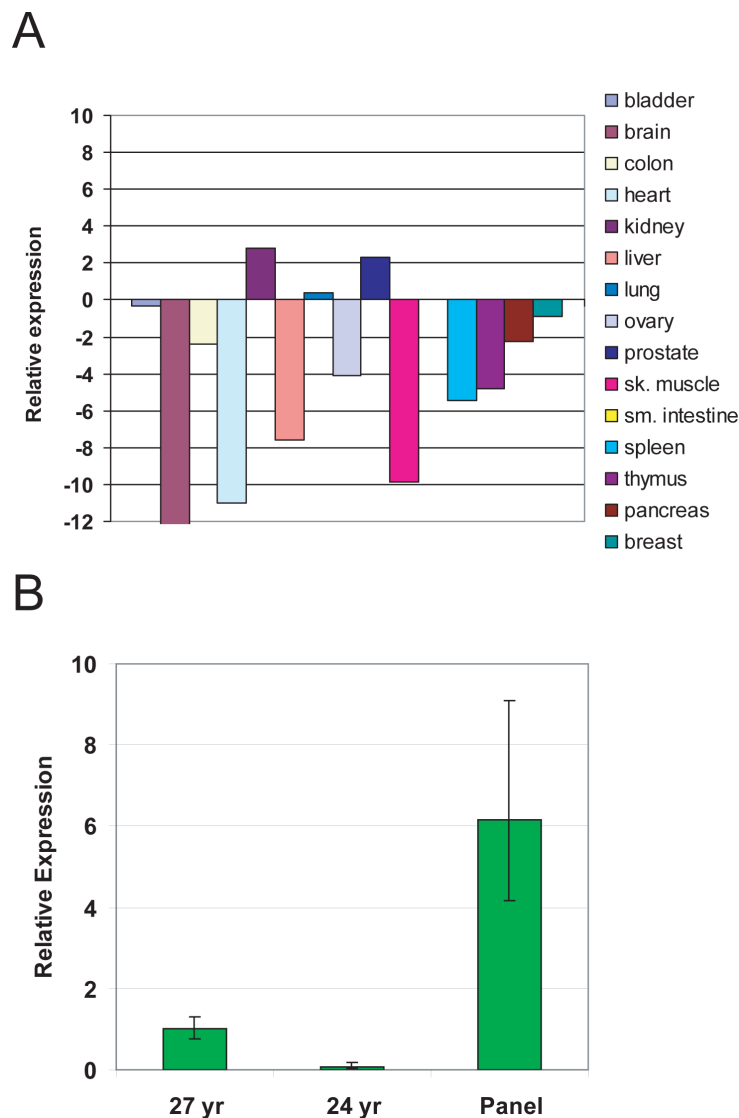 A
10
8
6
4
2
0
-2
-4
-6
-8
-10
-12
Relative expression
bladder
brain
colon
heart
kidney
liver
lung
ovary
prostate
sk. muscle
sm. intestine
spleen
thymus
pancreas
breast
B
10
8
6
4
2
0
Relative Expression
27 yr 24 yr Panel